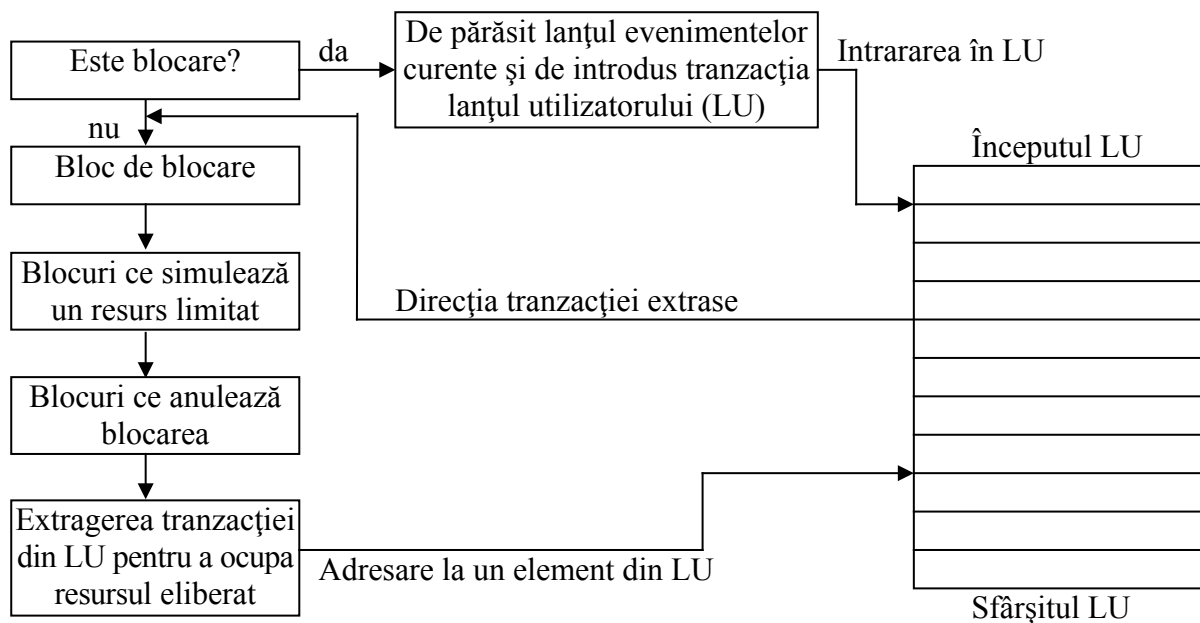 Este blocare?
da
De părăsit lanţul evenimentelor
curente şi de introdus tranzacţia
lanţul utilizatorului (LU)
Intrararea în LU
nu
Începutul LU
Bloc de blocare
Blocuri ce simulează
un resurs limitat
Direcţia tranzacţiei extrase
Blocuri ce anulează
blocarea
Extragerea tranzacţiei
din LU pentru a ocupa
resursul eliberat
Adresare la un element din LU
Sfârşitul LU